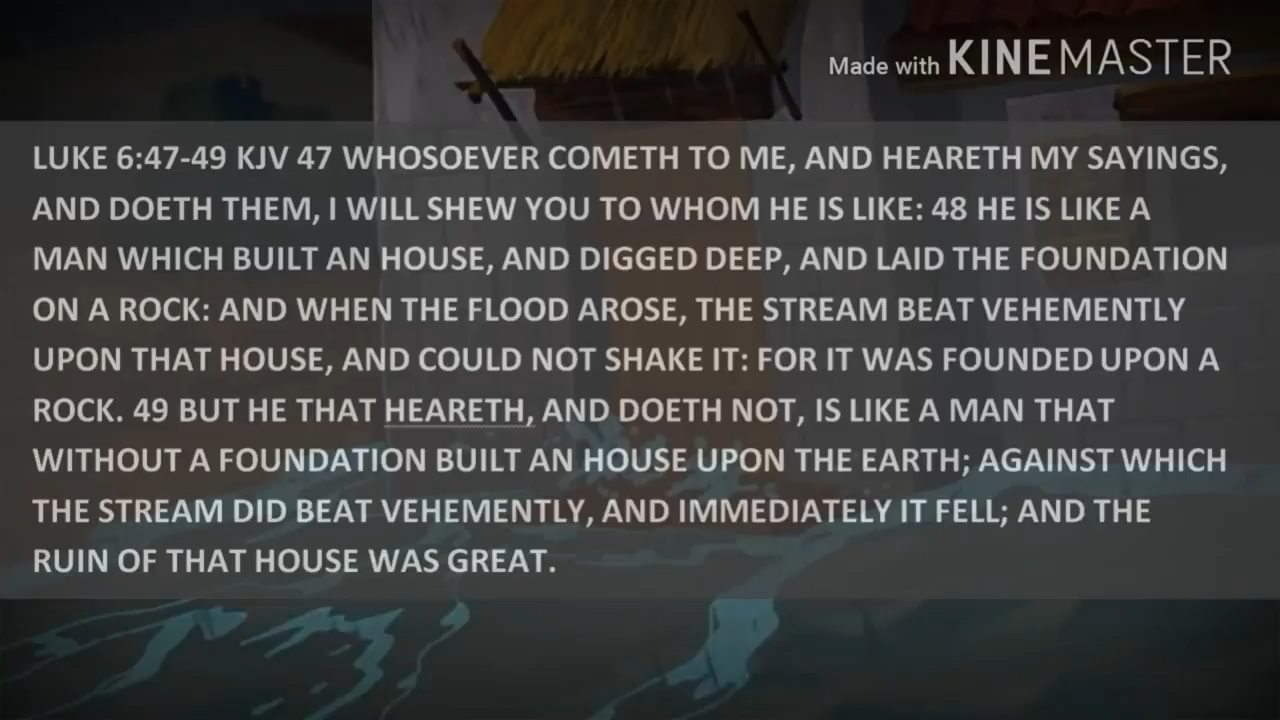 Made with KINEMASTER
LUKE 6:47-49 KJV 47 WHOSOEVER COMETH TO ME, AND HEARETH MY SAYINGS,
AND DOETH THEM, I WILL SHEW YOU TO WHOM HE IS LIKE: 48 HE IS LIKE A
MAN WHICH BUILT AN HOUSE, AND DIGGED DEEP, AND LAID THE FOUNDATION
ON A ROCK: AND WHEN THE FLOOD AROSE, THE STREAM BEAT VEHEMENTLY
UPON THAT HOUSE, AND COULD NOT SHAKE IT: FOR IT WAS FOUNDED UPON A
ROCK. 49 BUT HE THAT HEARETH, AND DOETH NOT, IS LIKE A MAN THAT
WITHOUT A FOUNDATION BUILT AN HOUSE UPON THE EARTH; AGAINST WHICH
THE STREAM DID BEAT VEHEMENTLY, AND IMMEDIATELY IT FELL; AND THE
RUIN OF THAT HOUSE WAS GREAT.